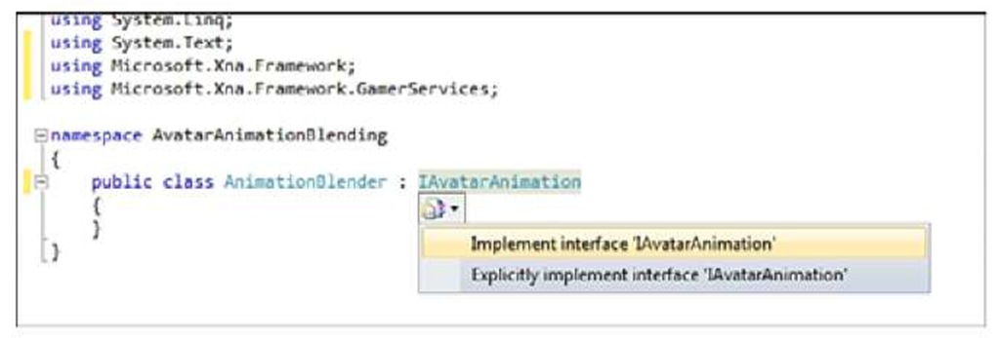 using System.Linq;
using System.Text;
using Microsoft.Xna.Framework;
using Microsoft.Xna.Framework.GamerServices;
namespace AvatarAnimationBlending
{
public class AnimationBlender : IAvatarAnimation
{
}
}
Implement interface 'IAvatarAnimation'
Explicitly implement interface 'IAvatarAnimation'